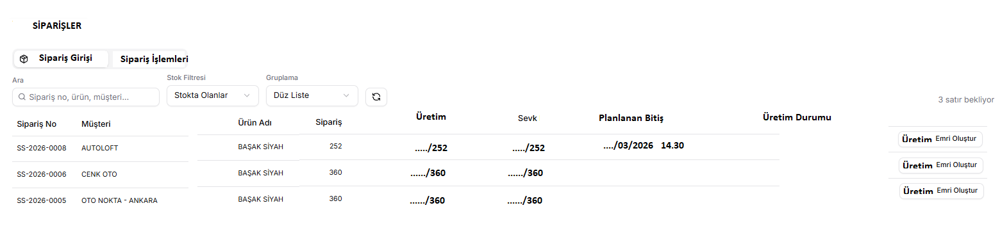 SİPARİŞLER
Sipariş Girişi Sipariş İşlemleri
Ara Stok Filtresi Gruplama
Sipariş no, ürün, müşteri... Stokta Olanlar Düz Liste
3 satır bekliyor
Sipariş No Müşteri Ürün Adı Sipariş Üretim Sevk Planlanan Bitiş Üretim Durumu
SS-2026-0008 AUTOLOFT BAŞAK SİYAH 252 ...../252 ...../252 ..../03/2026 14.30 Üretim Emri Oluştur
SS-2026-0006 CENK OTO BAŞAK SİYAH 360 ....../360 ....../360 Üretim Emri Oluştur
SS-2026-0005 OTO NOKTA - ANKARA BAŞAK SİYAH 360 ....../360 ....../360 Üretim Emri Oluştur